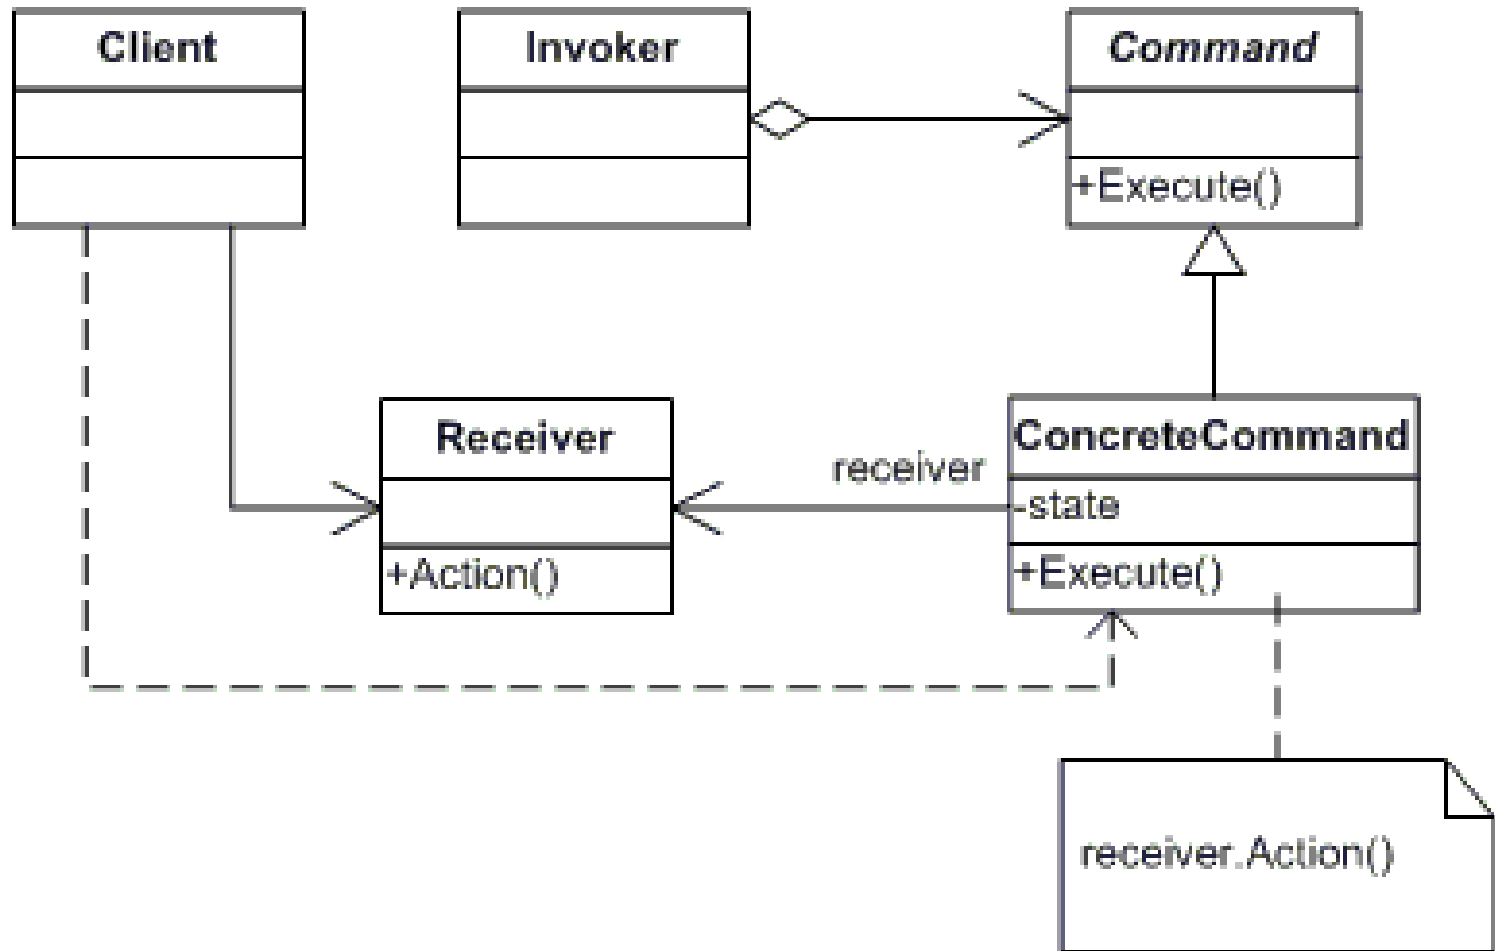 Client
Invoker
Command
+Execute()
Receiver
receiver
ConcreteCommand
-state
+Action()
+Execute()
receiver.Action()